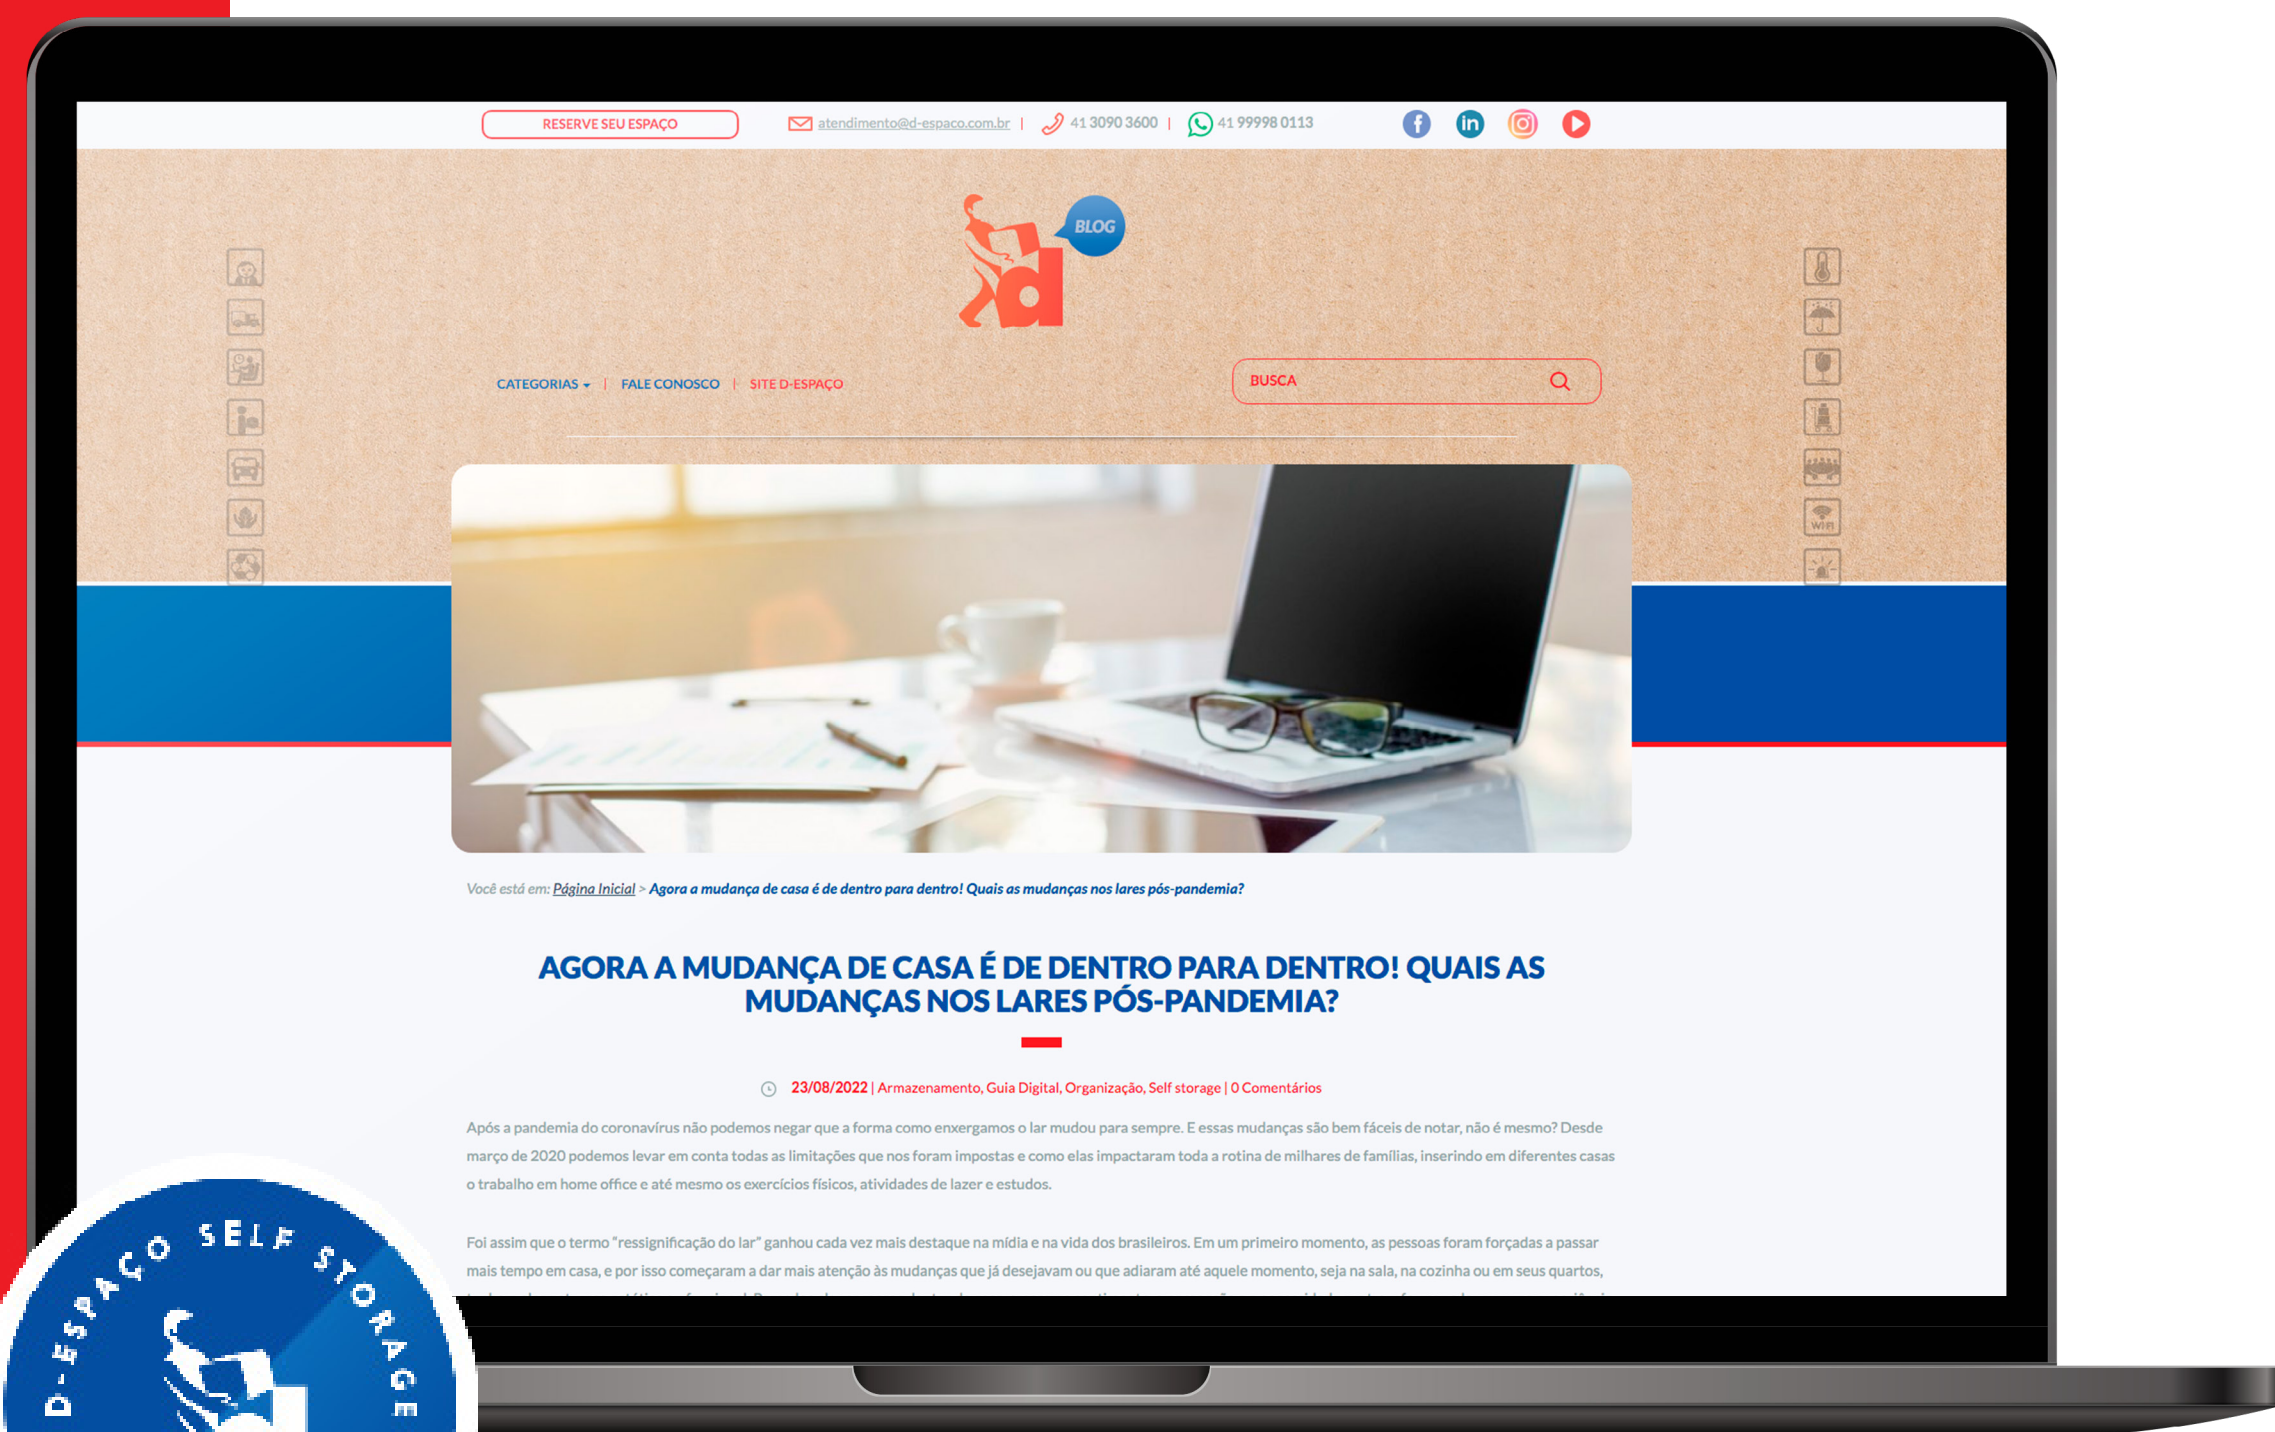 RESERVE SEU ESPAÇO
atendimento@d-espaco.com.br | 41 3090 3600 | 41 99998 0113
BLOG
d
CATEGORIAS | FALE CONOSCO | SITE D-ESPAÇO
BUSCA
WIFI
Você está em: Página Inicial > Agora a mudança de casa é de dentro para dentro! Quais as mudanças nos lares pós-pandemia?
AGORA A MUDANÇA DE CASA É DE DENTRO PARA DENTRO! QUAIS AS
MUDANÇAS NOS LARES PÓS-PANDEMIA?
23/08/2022 | Armazenamento, Guia Digital, Organização, Self storage | 0 Comentários
Após a pandemia do coronavírus não podemos negar que a forma como enxergamos o lar mudou para sempre. E essas mudanças são bem fáceis de notar, não é mesmo? Desde
março de 2020 podemos levar em conta todas as limitações que nos foram impostas e como elas impactaram toda a rotina de milhares de famílias, inserindo em diferentes casas
o trabalho em home office e até mesmo os exercícios físicos, atividades de lazer e estudos.
Foi assim que o termo "ressignificação do lar" ganhou cada vez mais destaque na mídia e na vida dos brasileiros. Em um primeiro momento, as pessoas foram forçadas a passar
mais tempo em casa, e por isso começaram a dar mais atenção às mudanças que já desejavam ou que adiaram até aquele momento, seja na sala, na cozinha ou em seus quartos,
D-ESPAÇO SELF STORAGE